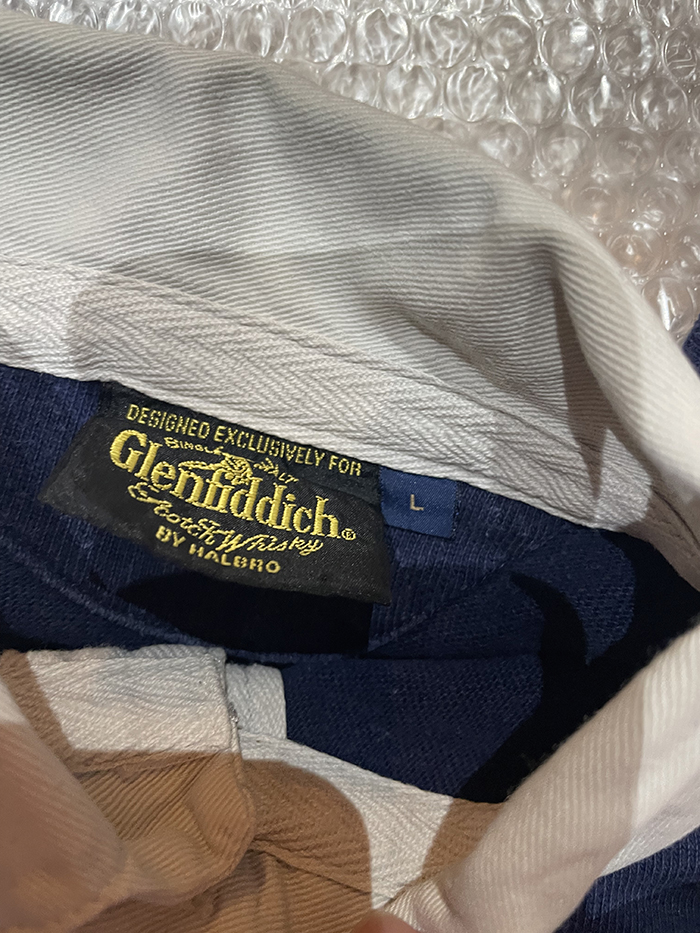 DESIGNED EXCLUSIVELY FOR
SINGLE MALT
Glenfiddich®
Scotch Whisky
BY HALBRO
L